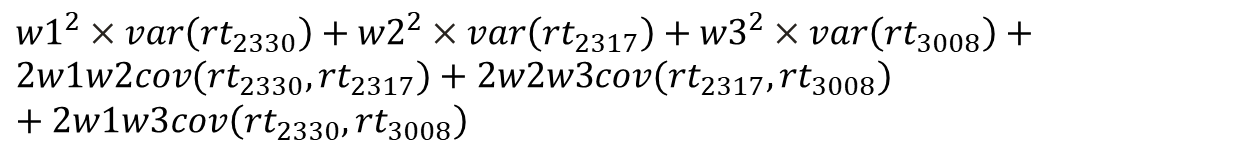 w1² × var(rt₂₃₃₀) + w2² × var(rt₂₃₁₇) + w3² × var(rt₃₀₀₈) +
2w1w2cov(rt₂₃₃₀, rt₂₃₁₇) + 2w2w3cov(rt₂₃₁₇, rt₃₀₀₈)
+ 2w1w3cov(rt₂₃₃₀, rt₃₀₀₈)